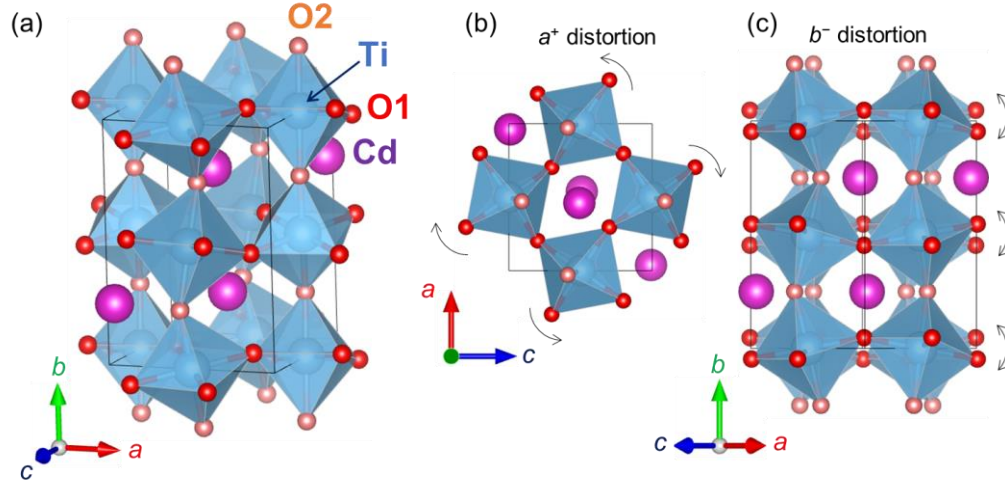 (a)
O2
Ti
O1
Cd
b
a
c
(b)
a⁺ distortion
a
c
(c)
b⁻ distortion
b
c
a